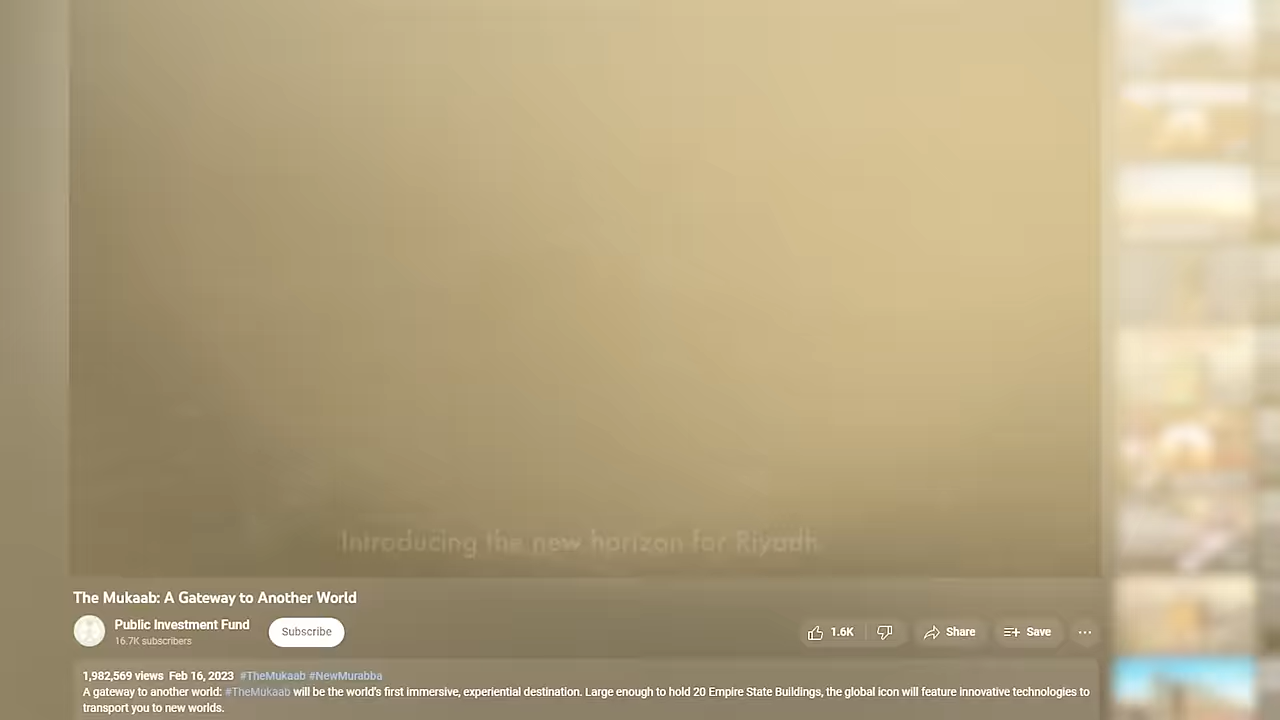 Introducing the new horizon for Riyadh
The Mukaab: A Gateway to Another World
Public Investment Fund
16.7K subscribers
Subscribe
1.6K
Share
Save
1,982,569 views Feb 16, 2023 #TheMukaab #NewMurabba
A gateway to another world: #TheMukaab will be the world's first immersive, experiential destination. Large enough to hold 20 Empire State Buildings, the global icon will feature innovative technologies to
transport you to new worlds.